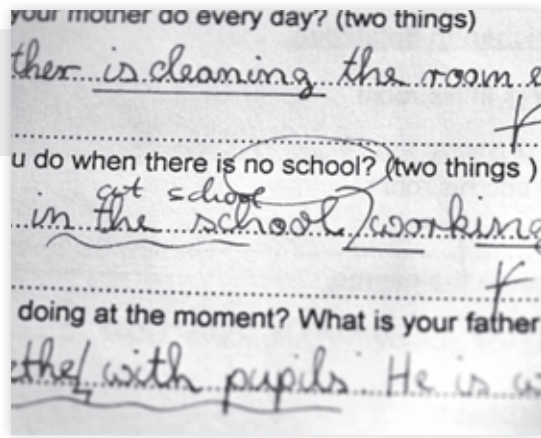 your mother do every day? (two things)
ther is cleaning the room
u do when there is no school? (two things )
at school
in the school working
doing at the moment? What is your father
the with pupils. He is w